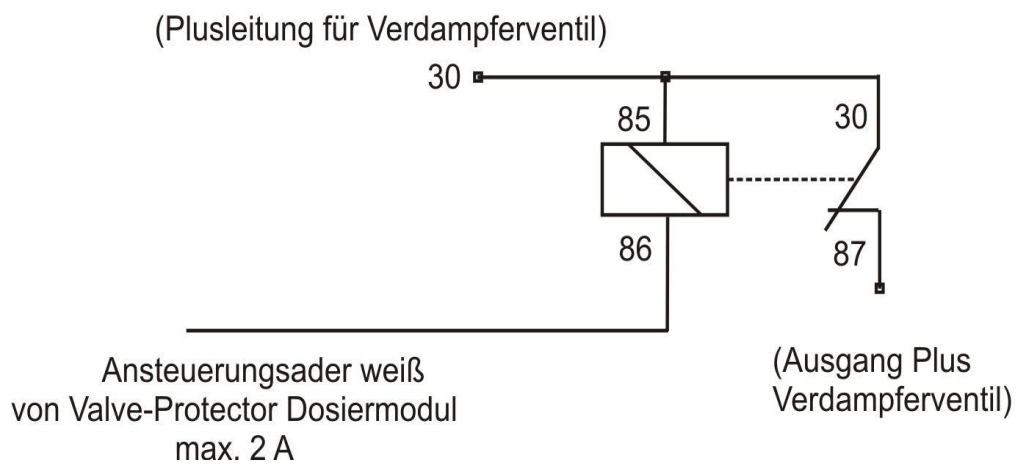 (Plusleitung für Verdampferventil)
30
85
30
86
87
Ansteuerungsader weiß
von Valve-Protector Dosiermodul
max. 2 A
(Ausgang Plus
Verdampferventil)